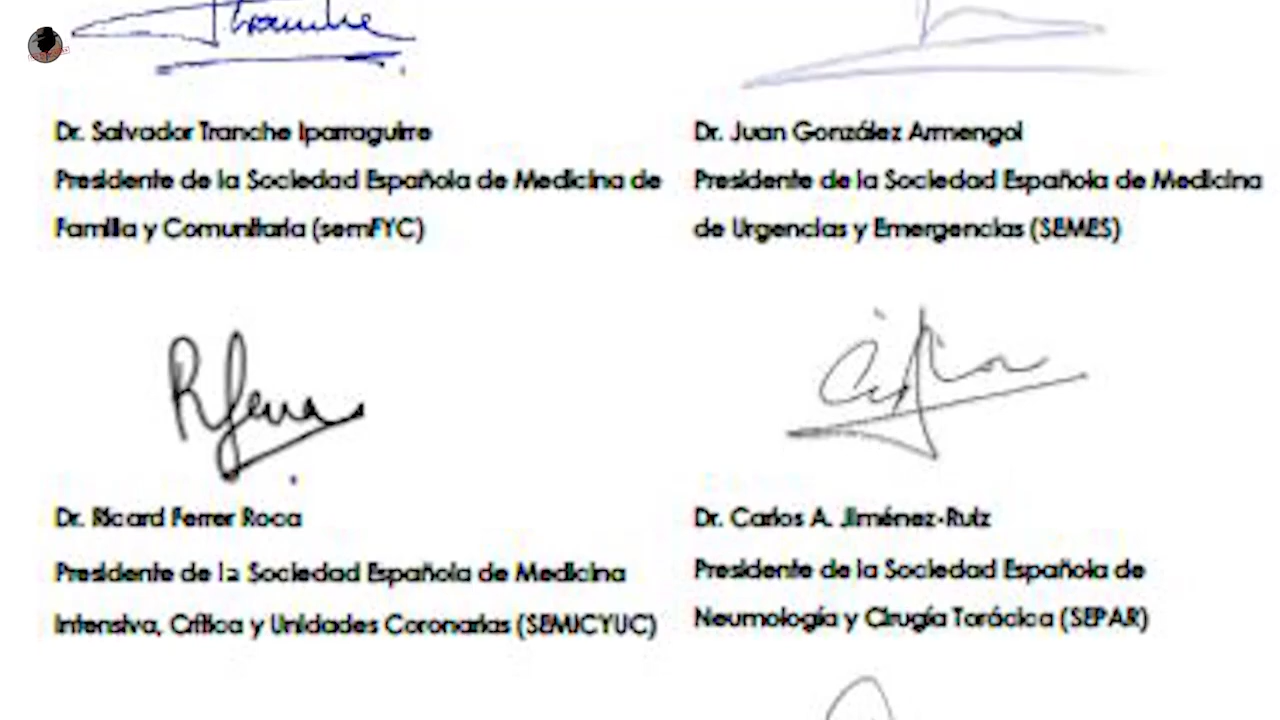 Dr. Salvador Tranche Iparraguirre
Presidente de la Sociedad Española de Medicina de
Familia y Comunitaria (semFYC)
Dr. Juan González Armengol
Presidente de la Sociedad Española de Medicina
de Urgencias y Emergencias (SEMES)
Dr. Ricard Ferrer Roca
Presidente de la Sociedad Española de Medicina
Intensiva, Crítica y Unidades Coronarias (SEMICYUC)
Dr. Carlos A. Jiménez-Ruiz
Presidente de la Sociedad Española de
Neumología y Cirugía Torácica (SEPAR)